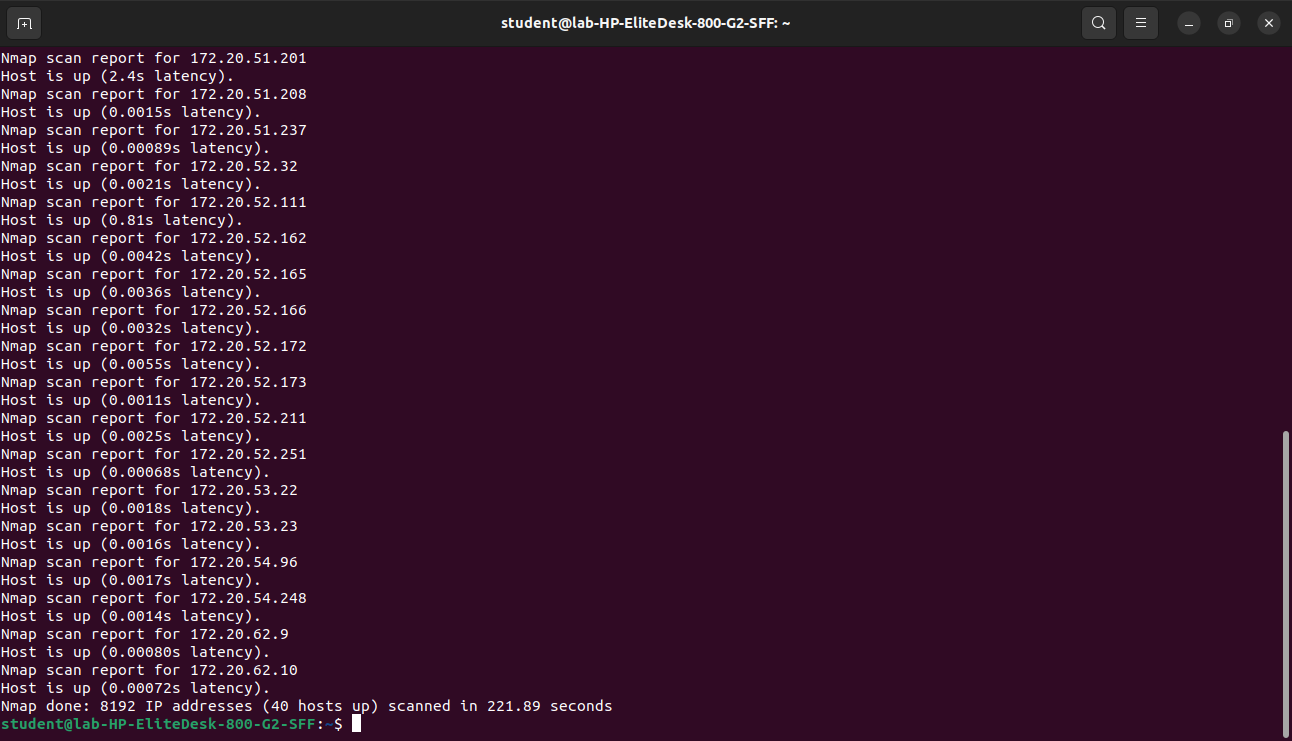 student@lab-HP-EliteDesk-800-G2-SFF: ~
Nmap scan report for 172.20.51.201
Host is up (2.4s latency).
Nmap scan report for 172.20.51.208
Host is up (0.0015s latency).
Nmap scan report for 172.20.51.237
Host is up (0.00089s latency).
Nmap scan report for 172.20.52.32
Host is up (0.0021s latency).
Nmap scan report for 172.20.52.111
Host is up (0.81s latency).
Nmap scan report for 172.20.52.162
Host is up (0.0042s latency).
Nmap scan report for 172.20.52.165
Host is up (0.0036s latency).
Nmap scan report for 172.20.52.166
Host is up (0.0032s latency).
Nmap scan report for 172.20.52.172
Host is up (0.0055s latency).
Nmap scan report for 172.20.52.173
Host is up (0.0011s latency).
Nmap scan report for 172.20.52.211
Host is up (0.0025s latency).
Nmap scan report for 172.20.52.251
Host is up (0.00068s latency).
Nmap scan report for 172.20.53.22
Host is up (0.0018s latency).
Nmap scan report for 172.20.53.23
Host is up (0.0016s latency).
Nmap scan report for 172.20.54.96
Host is up (0.0017s latency).
Nmap scan report for 172.20.54.248
Host is up (0.0014s latency).
Nmap scan report for 172.20.62.9
Host is up (0.00080s latency).
Nmap scan report for 172.20.62.10
Host is up (0.00072s latency).
Nmap done: 8192 IP addresses (40 hosts up) scanned in 221.89 seconds
student@lab-HP-EliteDesk-800-G2-SFF:~$